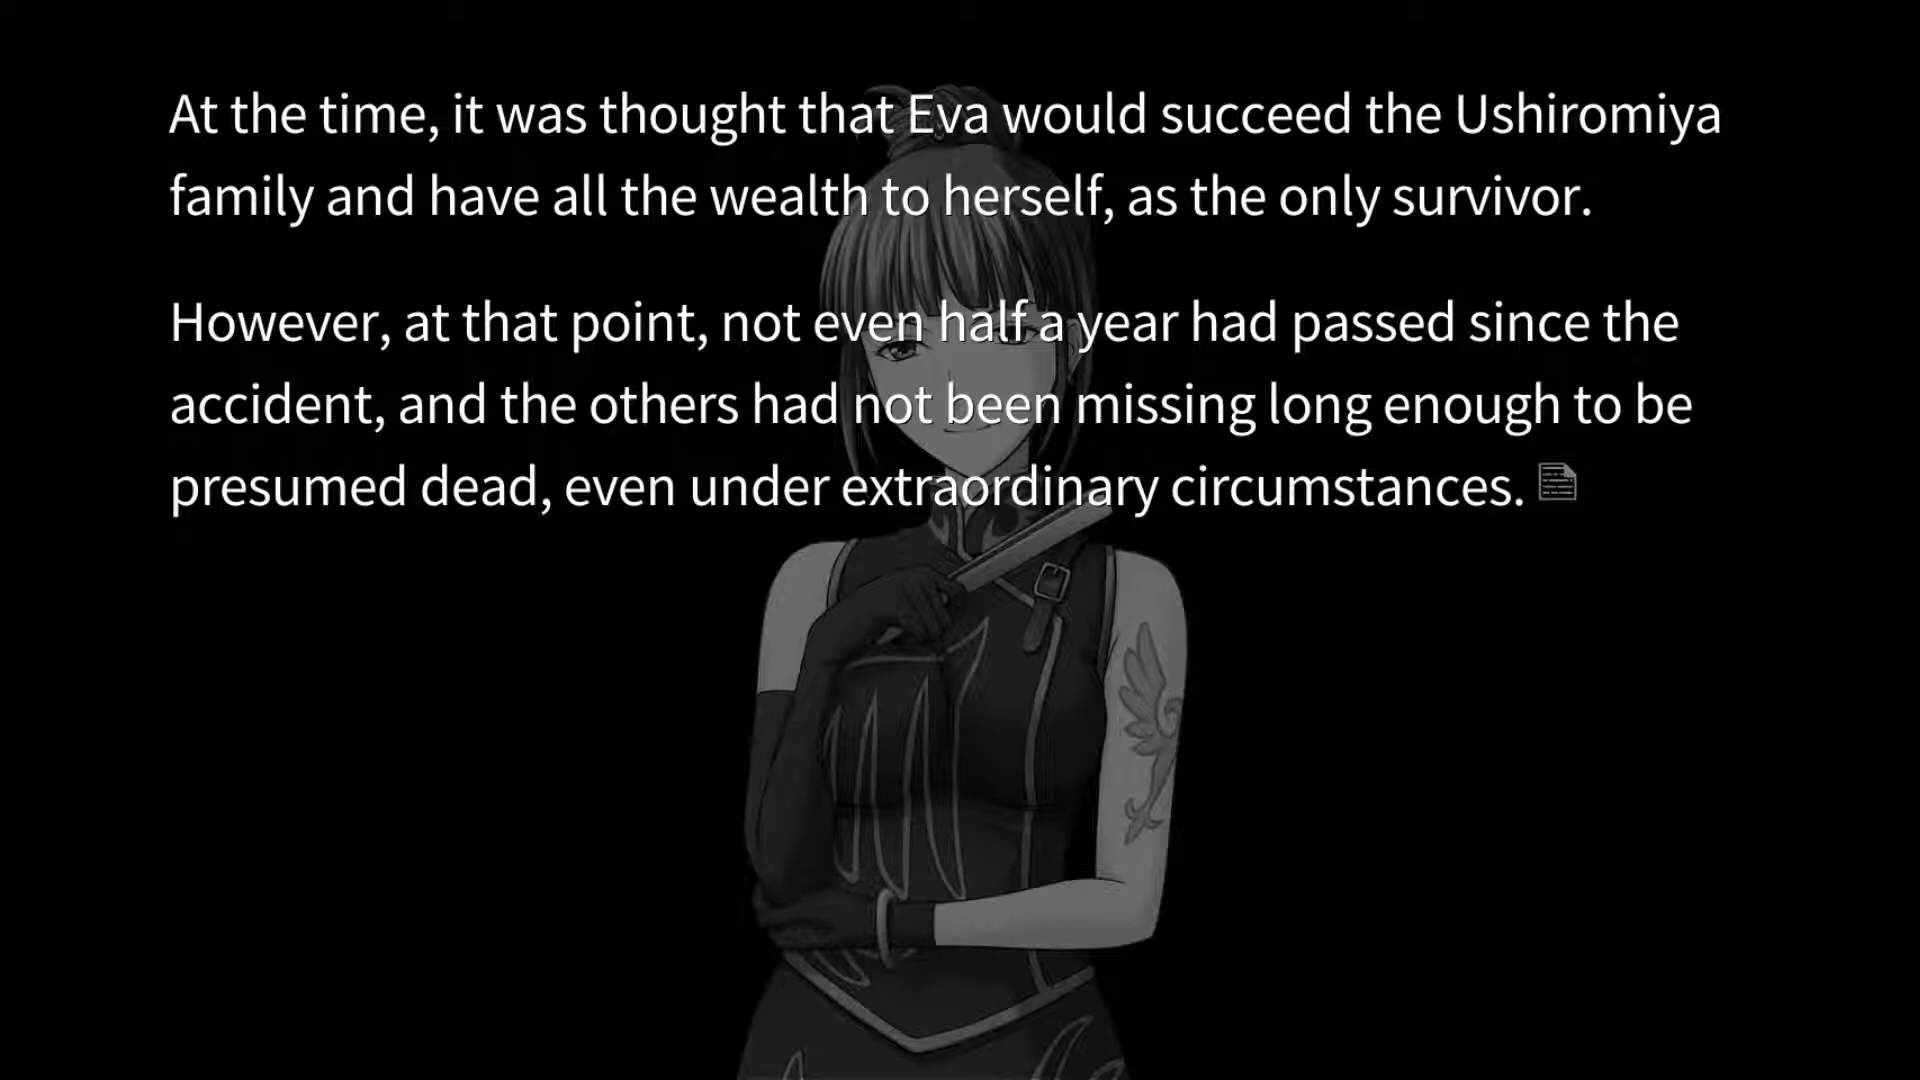 At the time, it was thought that Eva would succeed the Ushiromiya
family and have all the wealth to herself, as the only survivor.
However, at that point, not even half a year had passed since the
accident, and the others had not been missing long enough to be
presumed dead, even under extraordinary circumstances.